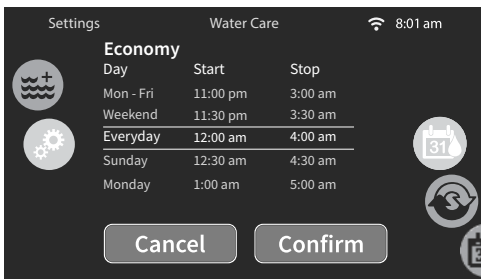 Settings Water Care 8:01 am
Economy
Day Start Stop
Mon - Fri 11:00 pm 3:00 am
Weekend 11:30 pm 3:30 am
Everyday 12:00 am 4:00 am
31
Sunday 12:30 am 4:30 am
Monday 1:00 am 5:00 am
Cancel Confirm